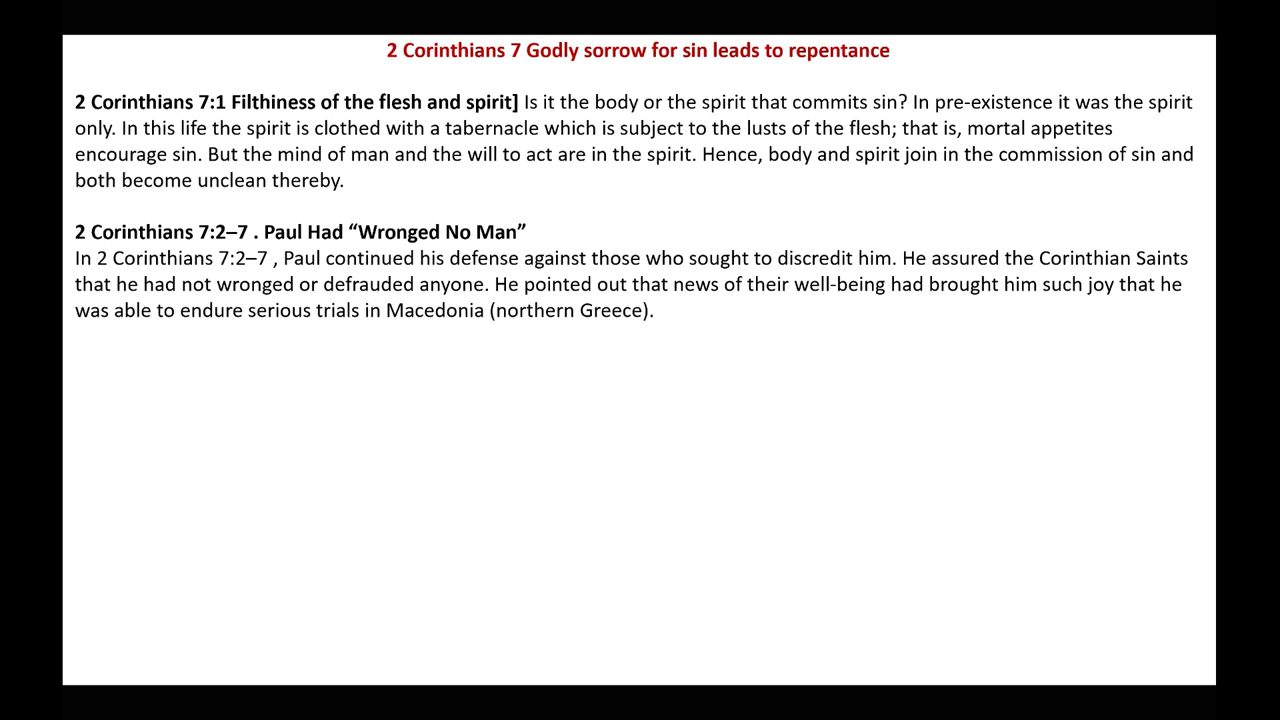 2 Corinthians 7 Godly sorrow for sin leads to repentance
2 Corinthians 7:1 Filthiness of the flesh and spirit] Is it the body or the spirit that commits sin? In pre-existence it was the spirit
only. In this life the spirit is clothed with a tabernacle which is subject to the lusts of the flesh; that is, mortal appetites
encourage sin. But the mind of man and the will to act are in the spirit. Hence, body and spirit join in the commission of sin and
both become unclean thereby.
2 Corinthians 7:2–7 . Paul Had “Wronged No Man”
In 2 Corinthians 7:2–7 , Paul continued his defense against those who sought to discredit him. He assured the Corinthian Saints
that he had not wronged or defrauded anyone. He pointed out that news of their well-being had brought him such joy that he
was able to endure serious trials in Macedonia (northern Greece).